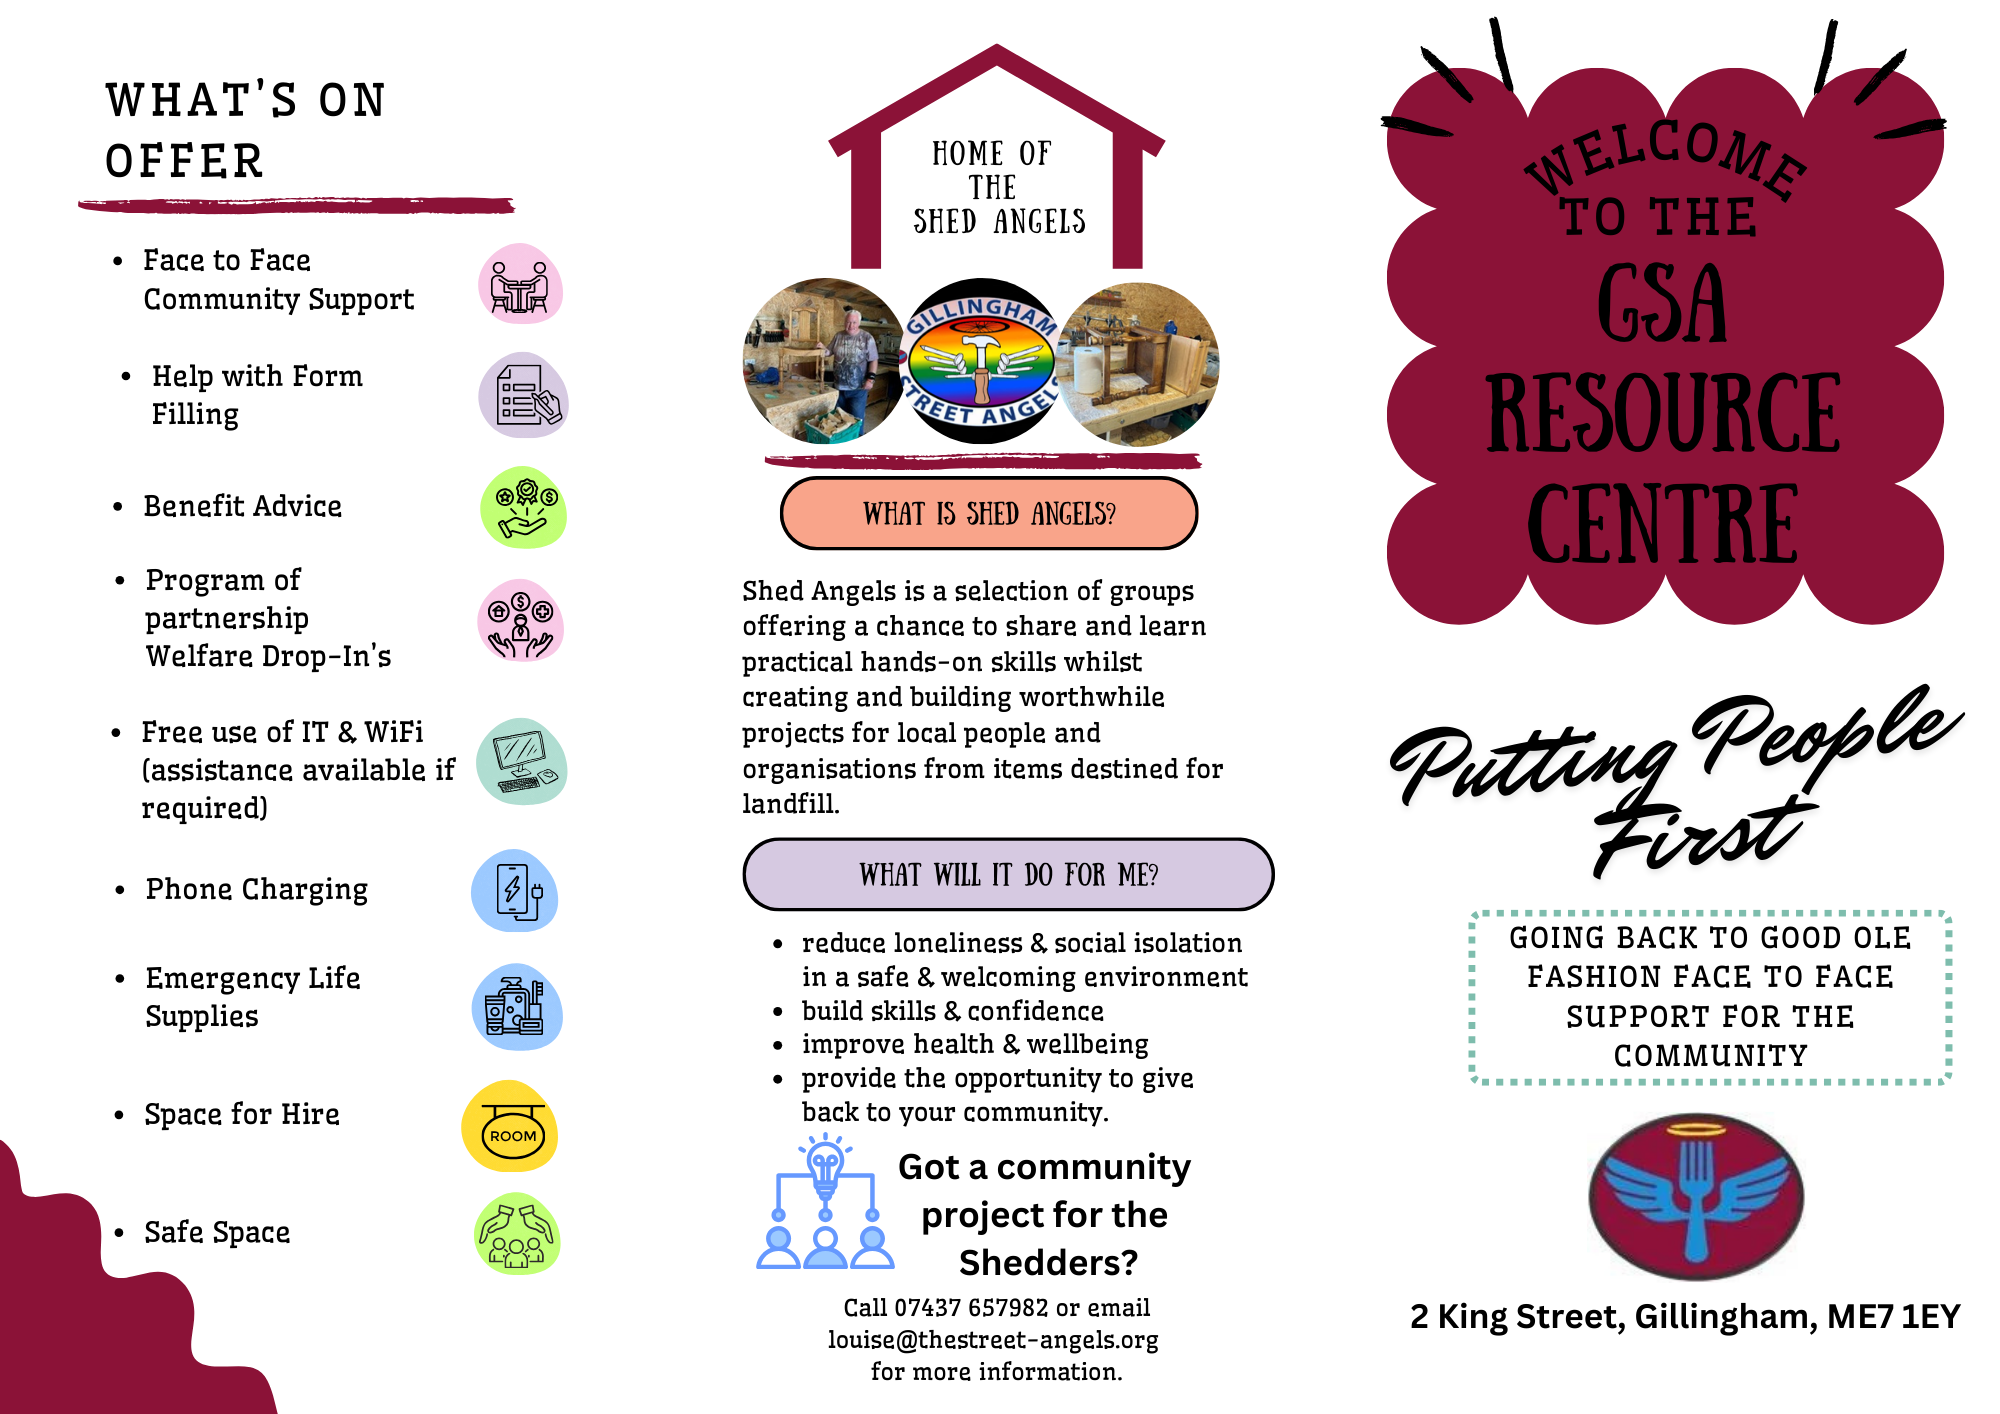 WHAT'S ON
OFFER
• Face to Face
Community Support
• Help with Form
Filling
• Benefit Advice
• Program of
partnership
Welfare Drop-In's
• Free use of IT & WiFi
(assistance available if
required)
• Phone Charging
• Emergency Life
Supplies
• Space for Hire
ROOM
• Safe Space
HOME OF
THE
SHED ANGELS
GILLINGHAM
STREET ANGELS
WHAT IS SHED ANGELS?
Shed Angels is a selection of groups
offering a chance to share and learn
practical hands-on skills whilst
creating and building worthwhile
projects for local people and
organisations from items destined for
landfill.
WHAT WILL IT DO FOR ME?
• reduce loneliness & social isolation
in a safe & welcoming environment
• build skills & confidence
• improve health & wellbeing
• provide the opportunity to give
back to your community.
Got a community
project for the
Shedders?
Call 07437 657982 or email
louise@thestreet-angels.org
for more information.
WELCOME
TO THE
GSA
RESOURCE
CENTRE
Putting People
First
GOING BACK TO GOOD OLE
FASHION FACE TO FACE
SUPPORT FOR THE
COMMUNITY
2 King Street, Gillingham, ME7 1EY